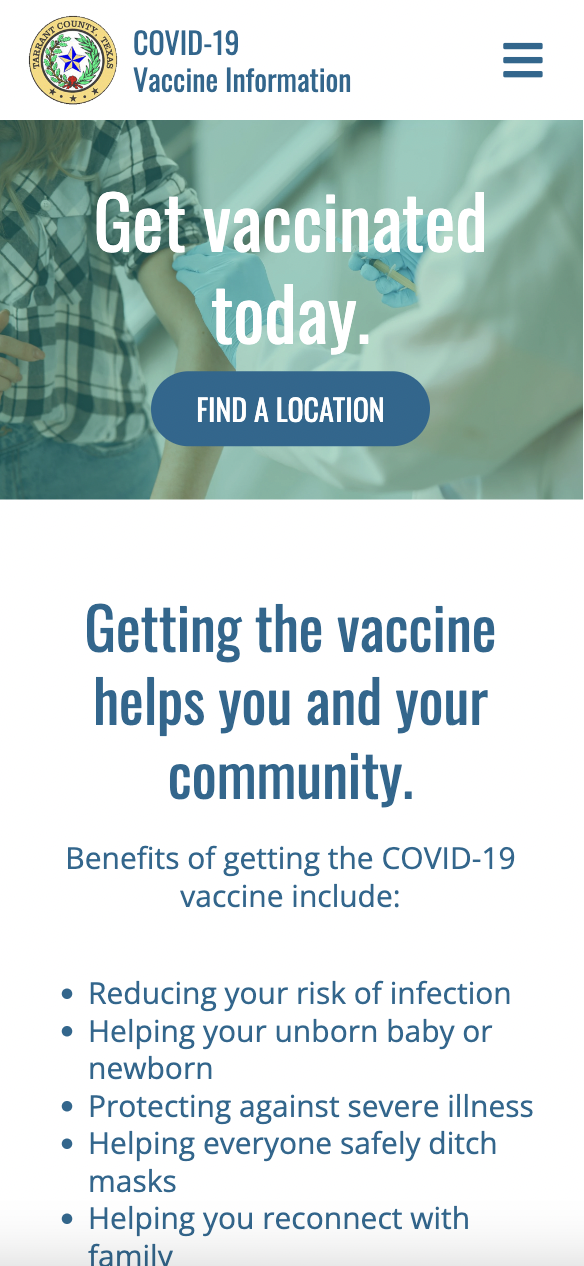 TARRANT COUNTY, TEXAS
COVID-19
Vaccine Information
Get vaccinated
today.
FIND A LOCATION
Getting the vaccine
helps you and your
community.
Benefits of getting the COVID-19
vaccine include:
• Reducing your risk of infection
• Helping your unborn baby or
newborn
• Protecting against severe illness
• Helping everyone safely ditch
masks
• Helping you reconnect with
family